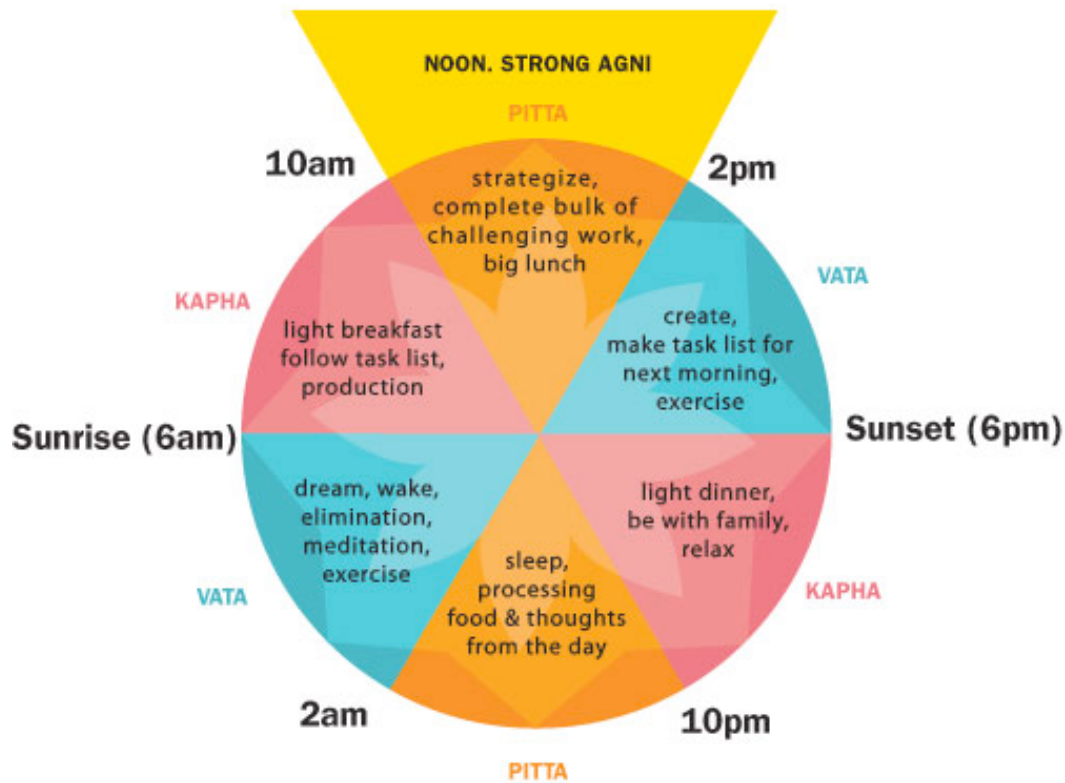 NOON. STRONG AGNI
PITTA
10am
2pm
strategize,
complete bulk of
challenging work,
big lunch
KAPHA
VATA
light breakfast
follow task list,
production
create,
make task list for
next morning,
exercise
Sunrise (6am)
Sunset (6pm)
dream, wake,
elimination,
meditation,
exercise
light dinner,
be with family,
relax
sleep,
processing
food & thoughts
from the day
VATA
KAPHA
2am
10pm
PITTA